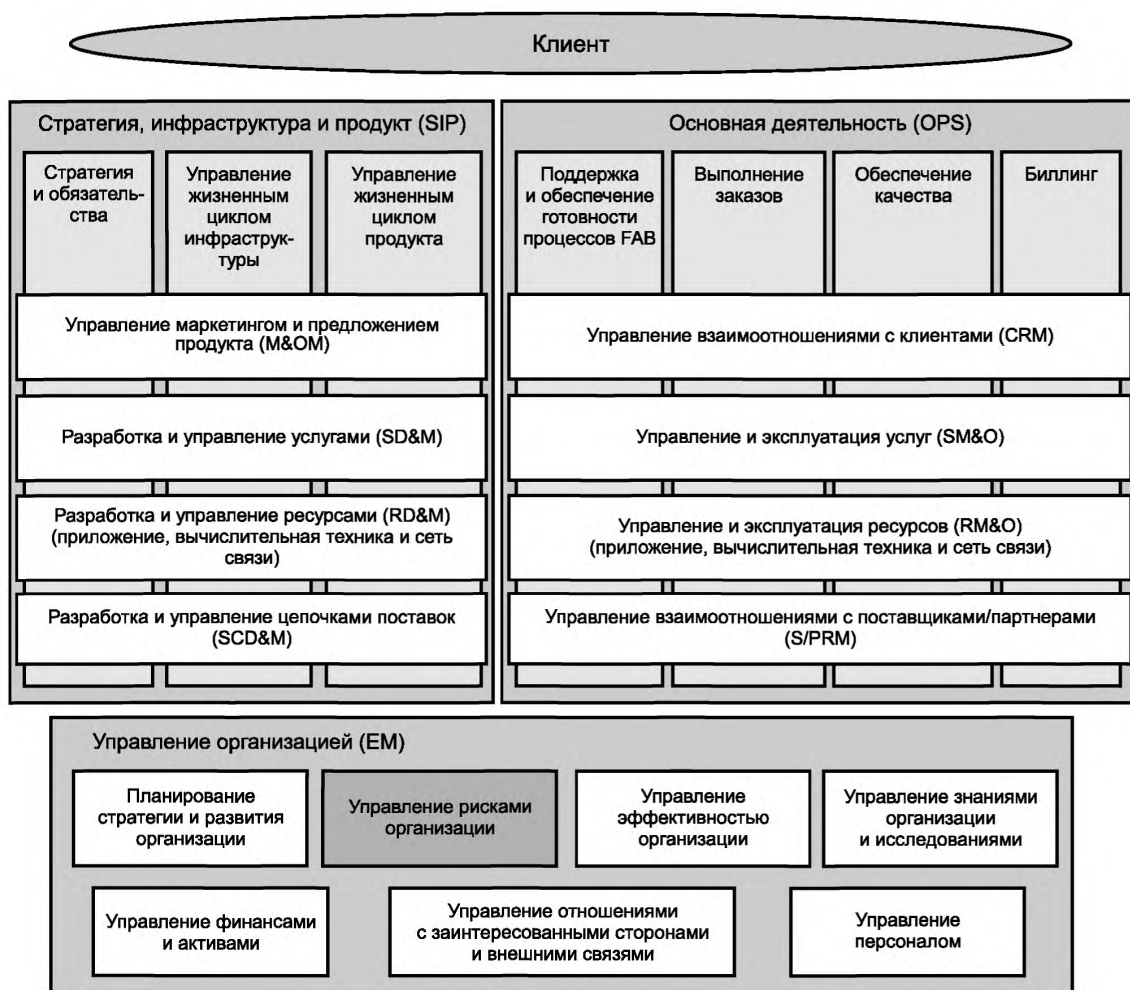 Клиент
Стратегия, инфраструктура и продукт (SIP)
Стратегия
и обязатель-
ства
Управление
жизненным
циклом
инфраструк-
туры
Управление
жизненным
циклом
продукта
Управление маркетингом и предложением
продукта (M&OM)
Разработка и управление услугами (SD&M)
Разработка и управление ресурсами (RD&M)
(приложение, вычислительная техника и сеть
связи)
Разработка и управление цепочками поставок
(SCD&M)
Основная деятельность (OPS)
Поддержка
и обеспечение
готовности
процессов FAB
Выполнение
заказов
Обеспечение
качества
Биллинг
Управление взаимоотношениями с клиентами (CRM)
Управление и эксплуатация услуг (SM&O)
Управление и эксплуатация ресурсов (RM&O)
(приложение, вычислительная техника и сеть связи)
Управление взаимоотношениями с поставщиками/партнерами
(S/PRM)
Управление организацией (EM)
Планирование
стратегии и развития
организации
Управление рисками
организации
Управление
эффективностью
организации
Управление знаниями
организации
и исследованиями
Управление финансами
и активами
Управление отношениями
с заинтересованными сторонами
и внешними связями
Управление
персоналом